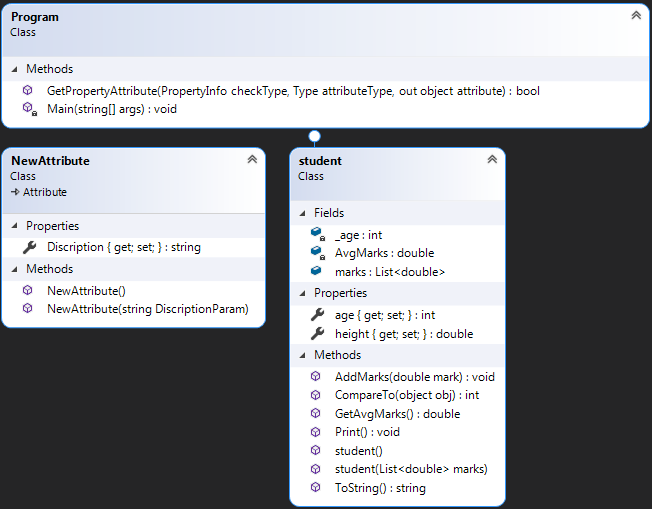 Program
Class
Methods
GetPropertyAttribute(PropertyInfo checkType, Type attributeType, out object attribute) : bool
Main(string[] args) : void
NewAttribute
Class
Attribute
Properties
Discription { get; set; } : string
Methods
NewAttribute()
NewAttribute(string DiscriptionParam)
student
Class
Fields
_age : int
AvgMarks : double
marks : List<double>
Properties
age { get; set; } : int
height { get; set; } : double
Methods
AddMarks(double mark) : void
CompareTo(object obj) : int
GetAvgMarks() : double
Print() : void
student()
student(List<double> marks)
ToString() : string